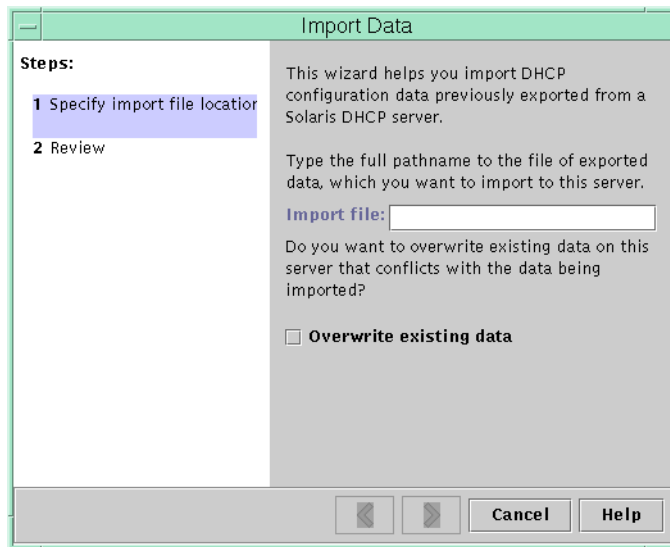 Import Data
Steps:
1 Specify import file location
2 Review
This wizard helps you import DHCP
configuration data previously exported from a
Solaris DHCP server.
Type the full pathname to the file of exported
data, which you want to import to this server.
Import file:
Do you want to overwrite existing data on this
server that conflicts with the data being
imported?
Overwrite existing data
Cancel
Help